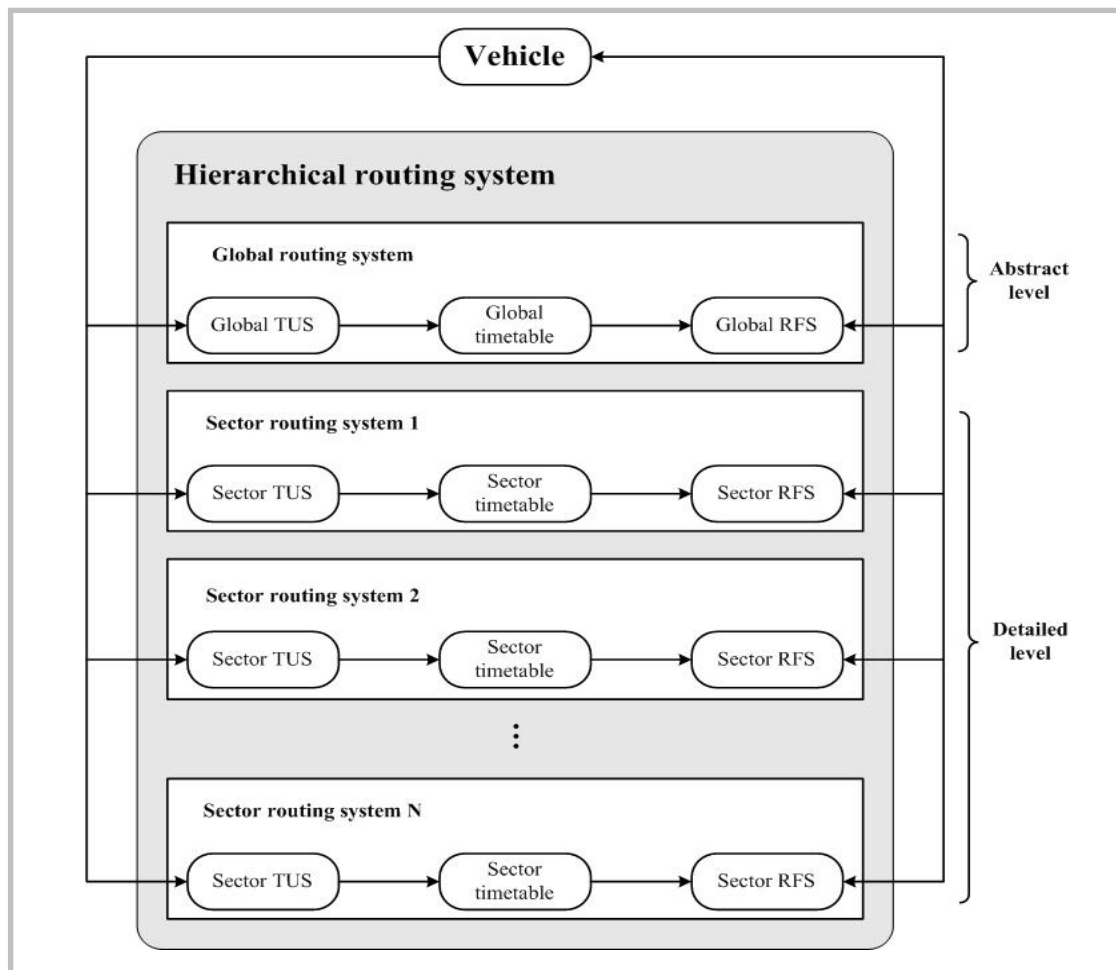 Vehicle
Hierarchical routing system
Global routing system
Global TUS
Global
timetable
Global RFS
Abstract
level
Sector routing system 1
Sector TUS
Sector
timetable
Sector RFS
Sector routing system 2
Sector TUS
Sector
timetable
Sector RFS
Detailed
level
Sector routing system N
Sector TUS
Sector
timetable
Sector RFS